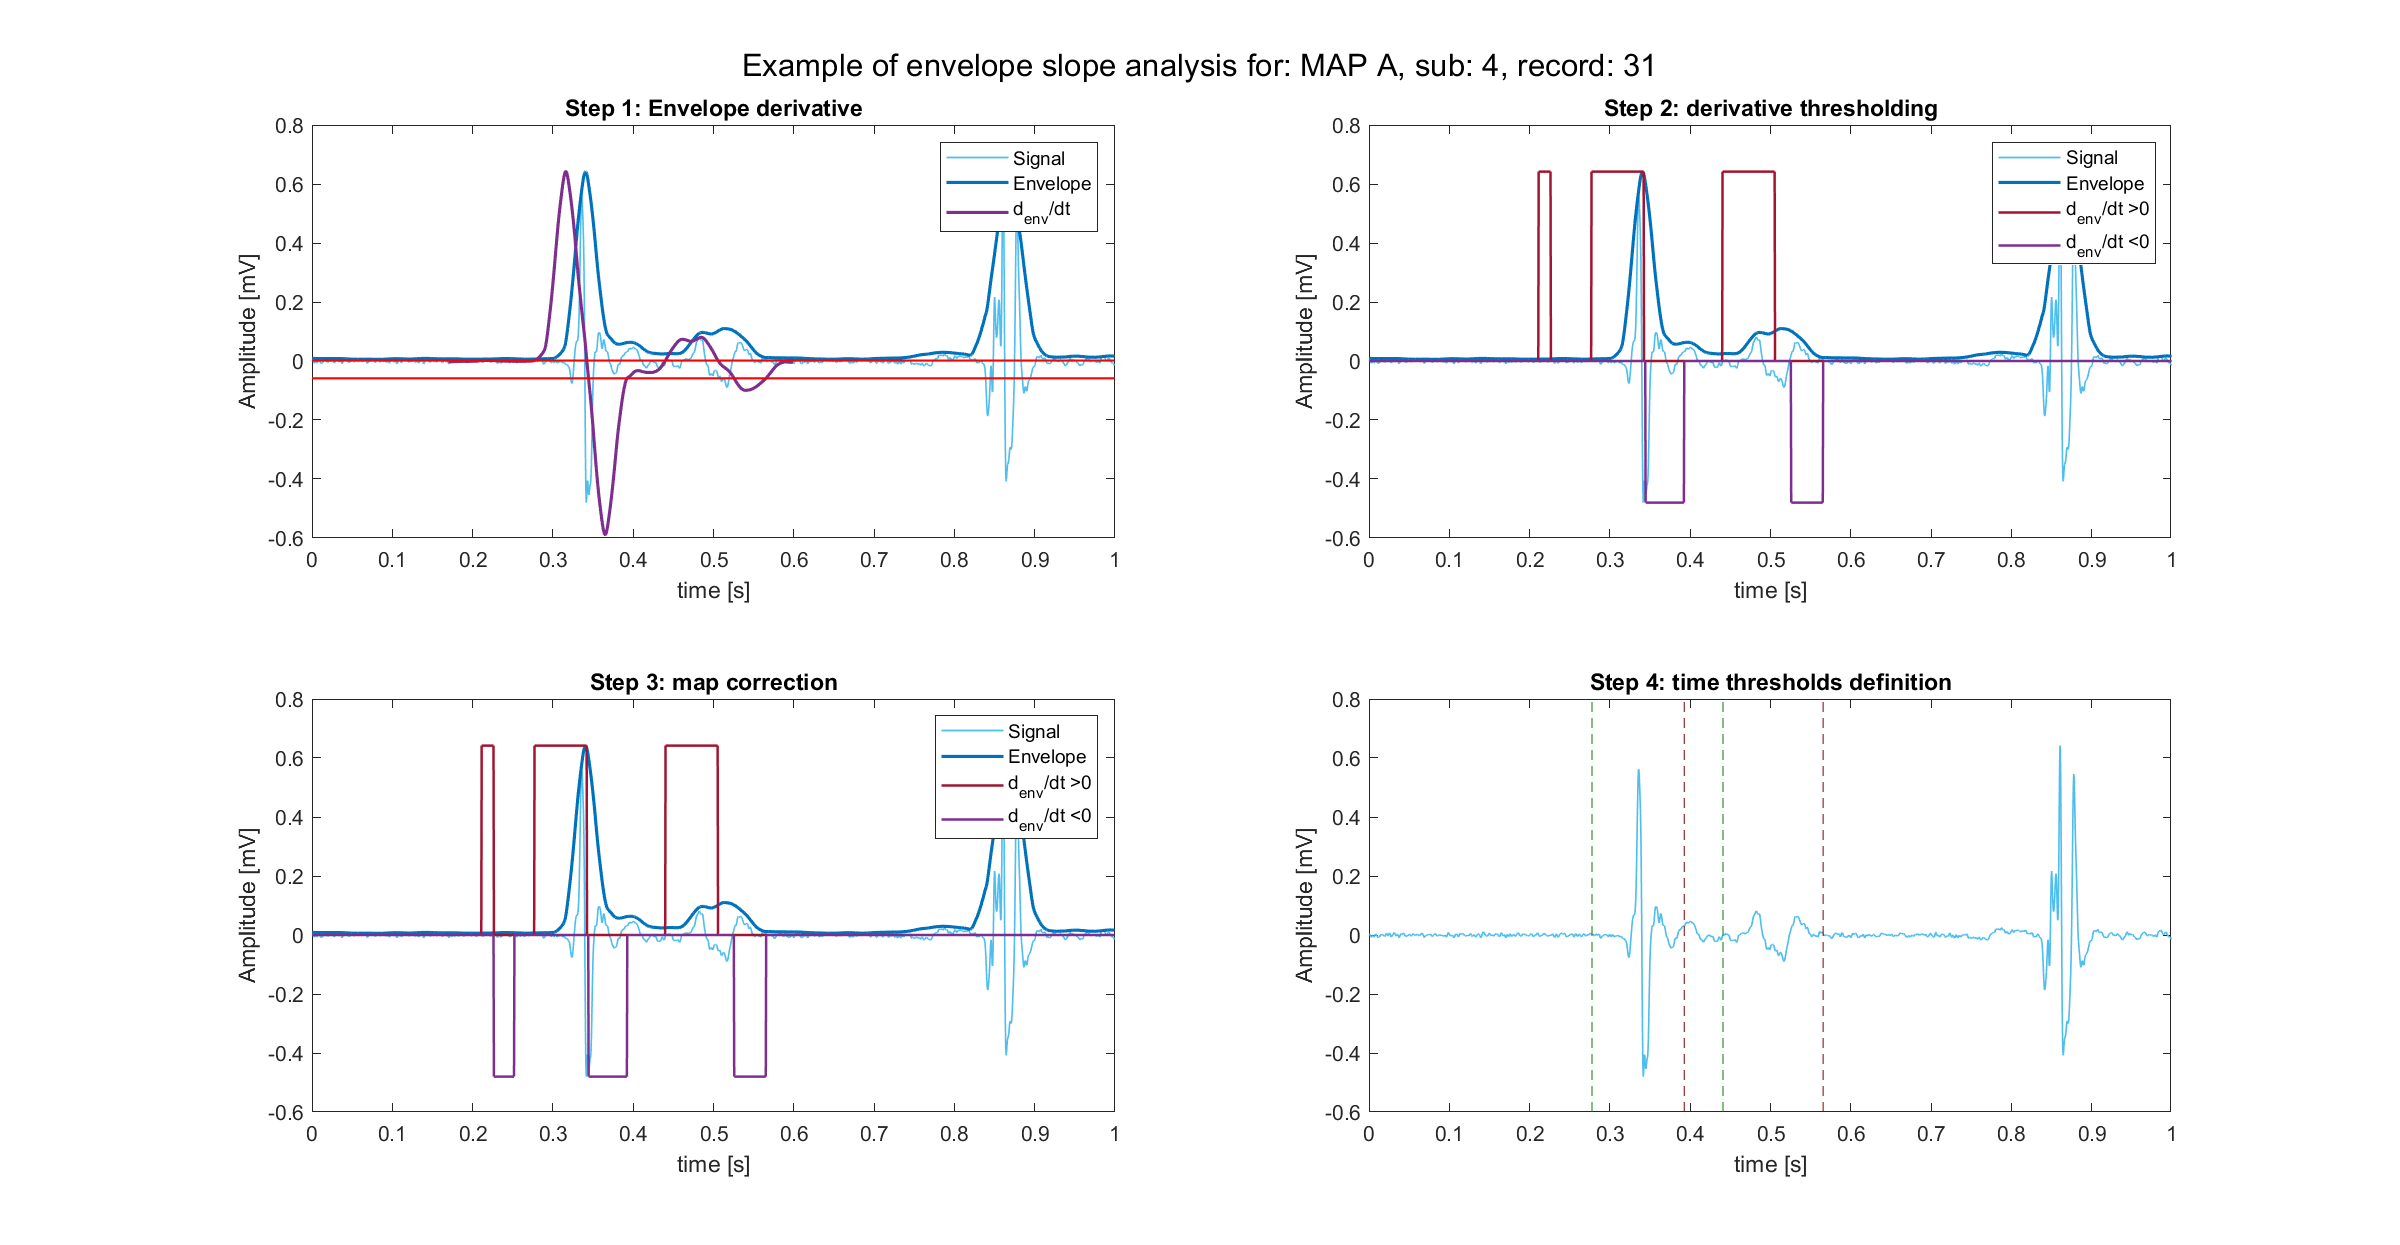 Example of envelope slope analysis for: MAP A, sub: 4, record: 31
Step 1: Envelope derivative
0.8
0.6
0.4
0.2
0
-0.2
-0.4
-0.6
Amplitude [mV]
Signal
Envelope
d_env/dt
0 0.1 0.2 0.3 0.4 0.5 0.6 0.7 0.8 0.9 1
time [s]
Step 2: derivative thresholding
0.8
0.6
0.4
0.2
0
-0.2
-0.4
-0.6
Amplitude [mV]
Signal
Envelope
d_env/dt >0
d_env/dt <0
0 0.1 0.2 0.3 0.4 0.5 0.6 0.7 0.8 0.9 1
time [s]
Step 3: map correction
0.8
0.6
0.4
0.2
0
-0.2
-0.4
-0.6
Amplitude [mV]
Signal
Envelope
d_env/dt >0
d_env/dt <0
0 0.1 0.2 0.3 0.4 0.5 0.6 0.7 0.8 0.9 1
time [s]
Step 4: time thresholds definition
0.8
0.6
0.4
0.2
0
-0.2
-0.4
-0.6
Amplitude [mV]
0 0.1 0.2 0.3 0.4 0.5 0.6 0.7 0.8 0.9 1
time [s]